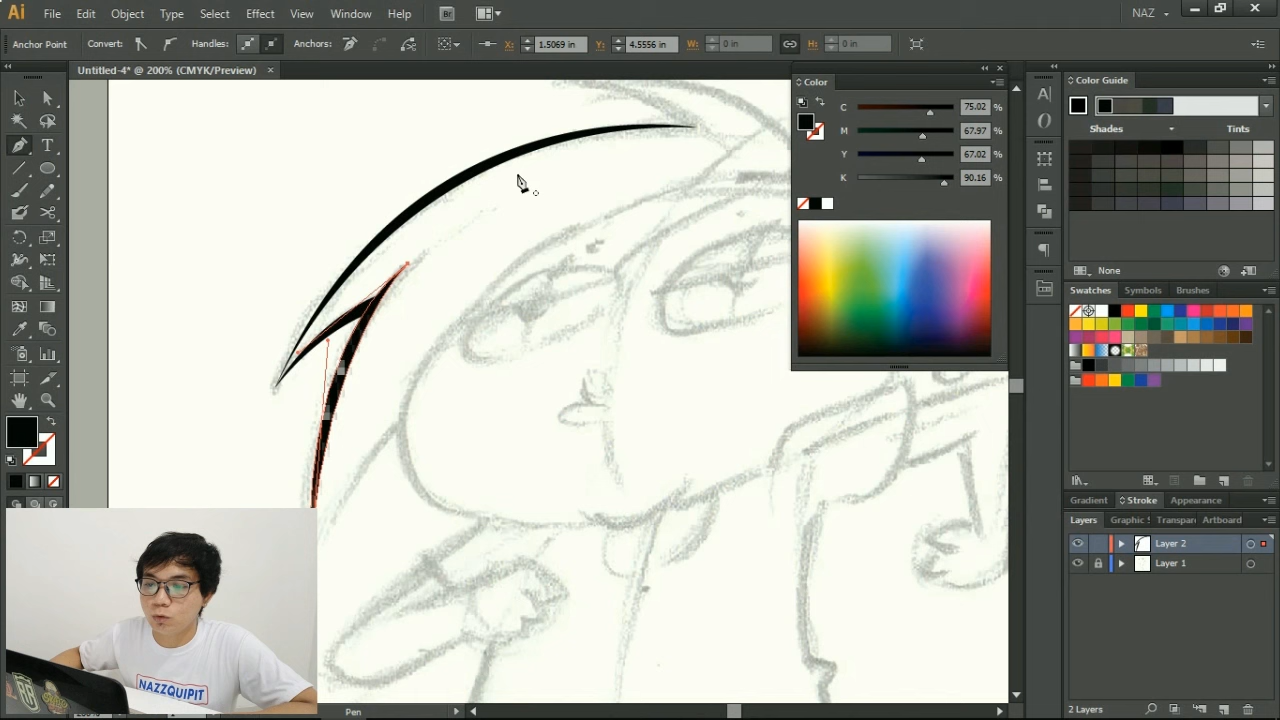 Ai File Edit Object Type Select Effect View Window Help Br NAZ
Anchor Point Convert: Handles: Anchors: X: 1.5069 in Y: 4.5556 in W: 0 in H: 0 in
Untitled-4* @ 200% (CMYK/Preview)
Color
C 75.02 %
M 67.97 %
Y 67.02 %
K 90.16 %
Color Guide
Shades Tints
None
Swatches Symbols Brushes
Gradient Stroke Appearance
Layers Graphic S Transpar Artboard
Layer 2
Layer 1
2 Layers
Pen
NAZZQUIPIT